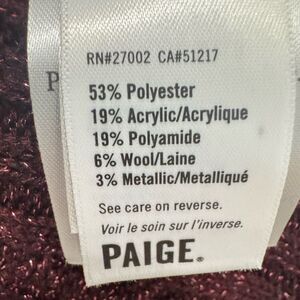 RN#27002 CA#51217
53% Polyester
19% Acrylic/Acrylique
19% Polyamide
6% Wool/Laine
3% Metallic/Metalliqué
See care on reverse.
Voir le soin sur l'inverse.
PAIGE.